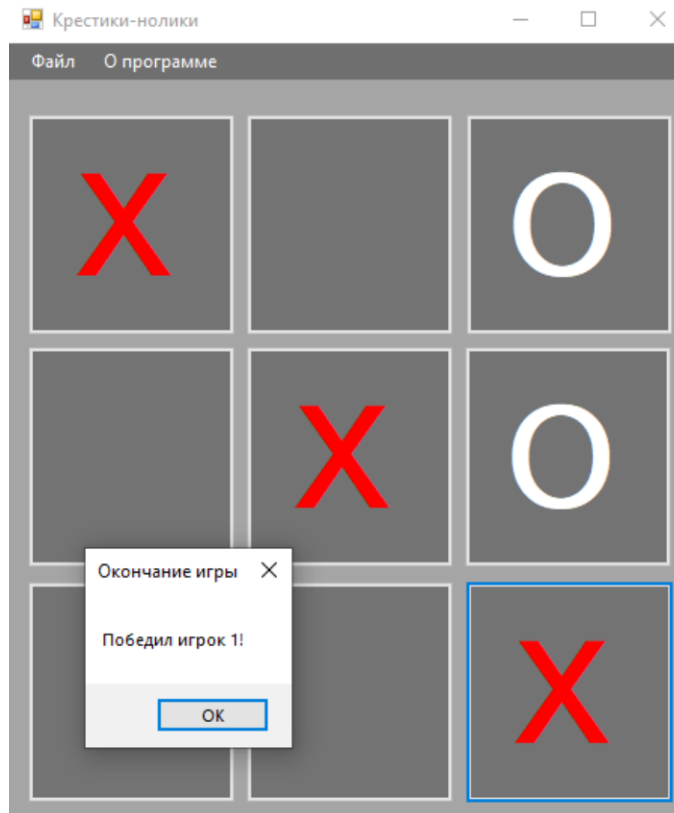 Крестики-нолики
Файл О программе
X O
X O
Окончание игры
Победил игрок 1!
OK
X